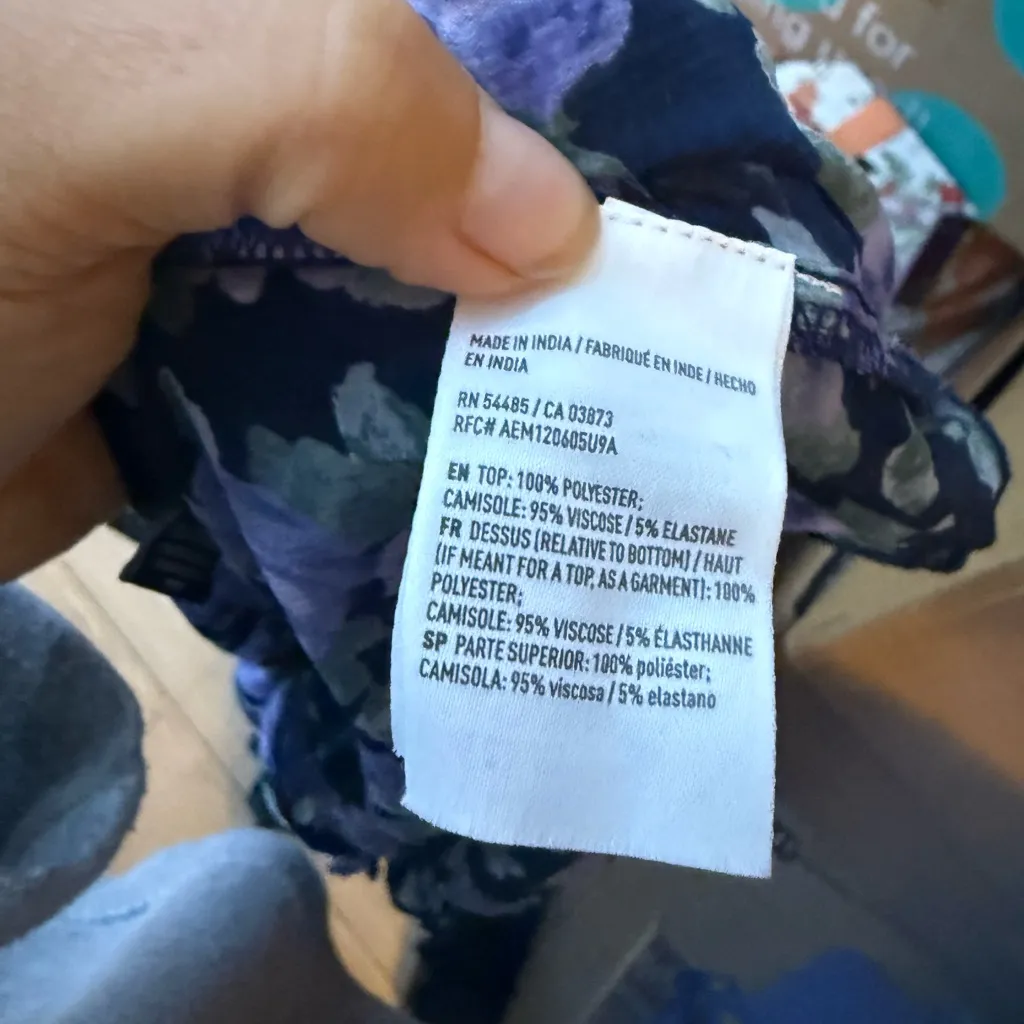 for
MADE IN INDIA / FABRIQUÉ EN INDE / HECHO
EN INDIA
RN 54485 / CA 03873
RFC# AEM120605U9A
EN TOP: 100% POLYESTER;
CAMISOLE: 95% VISCOSE / 5% ELASTANE
FR DESSUS (RELATIVE TO BOTTOM) / HAUT
(IF MEANT FOR A TOP, AS A GARMENT): 100%
POLYESTER;
CAMISOLE: 95% VISCOSE / 5% ÉLASTHANNE
SP PARTE SUPERIOR: 100% poliéster;
CAMISOLA: 95% viscosa / 5% elastano